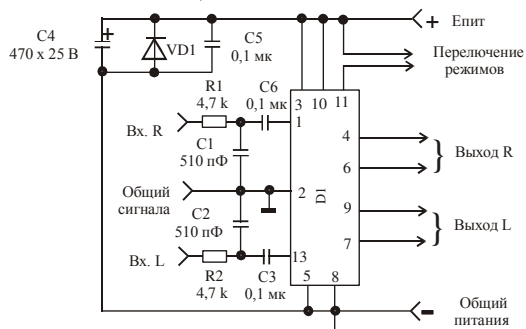 C4
470 x 25 В
VD1
C5
0,1 мк
+ Епит
Перелючение
режимов
R1
4,7 k
C6
0,1 мк
3
10
11
1
Вх. R
C1
510 пФ
4
6
} Выход R
Общий
сигнала
2
D1
C2
510 пФ
9
7
} Выход L
Вх. L
R2
4,7 k
C3
0,1 мк
13
5
8
- Общий
питания